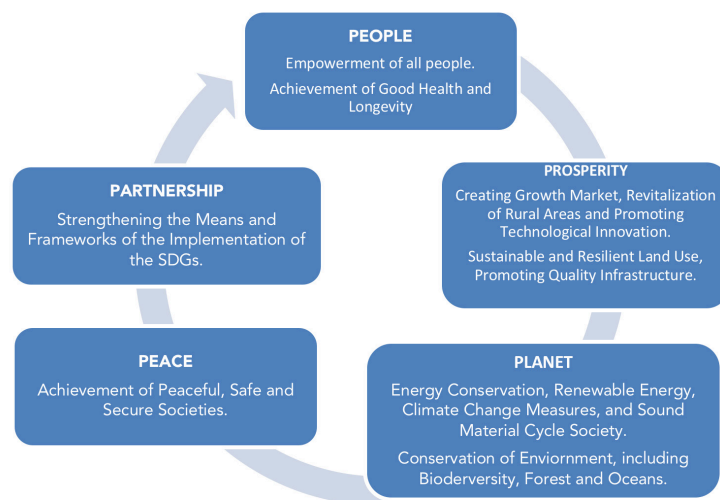 PEOPLE
Empowerment of all people.
Achievement of Good Health and
Longevity
PROSPERITY
Creating Growth Market, Revitalization
of Rural Areas and Promoting
Technological Innovation.
Sustainable and Resilient Land Use,
Promoting Quality Infrastructure.
PLANET
Energy Conservation, Renewable Energy,
Climate Change Measures, and Sound
Material Cycle Society.
Conservation of Enviornment, including
Bioderversity, Forest and Oceans.
PEACE
Achievement of Peaceful, Safe and
Secure Societies.
PARTNERSHIP
Strengthening the Means and
Frameworks of the Implementation of
the SDGs.